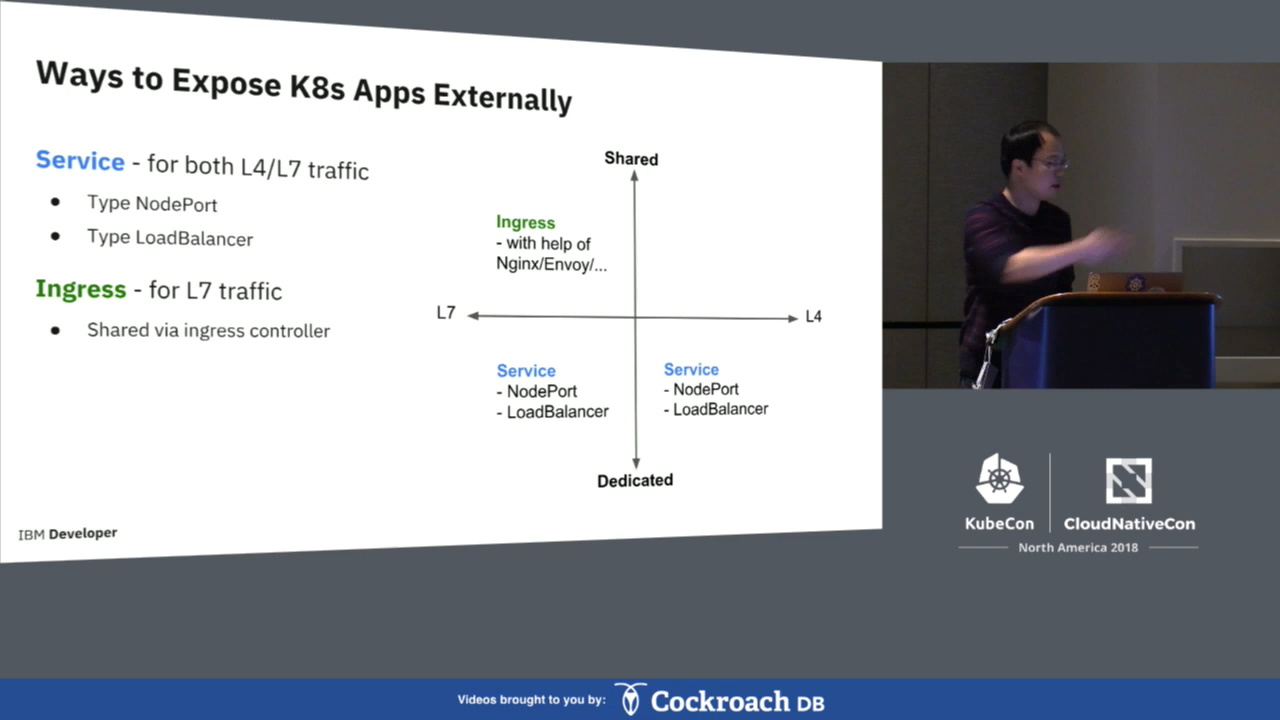 Ways to Expose K8s Apps Externally
Service - for both L4/L7 traffic
● Type NodePort
● Type LoadBalancer
Ingress - for L7 traffic
● Shared via ingress controller
Shared
Ingress
- with help of
Nginx/Envoy/...
L7
L4
Service
- NodePort
- LoadBalancer
Service
- NodePort
- LoadBalancer
Dedicated
IBM Developer
KubeCon
CloudNativeCon
North America 2018
Videos brought to you by:
Cockroach DB